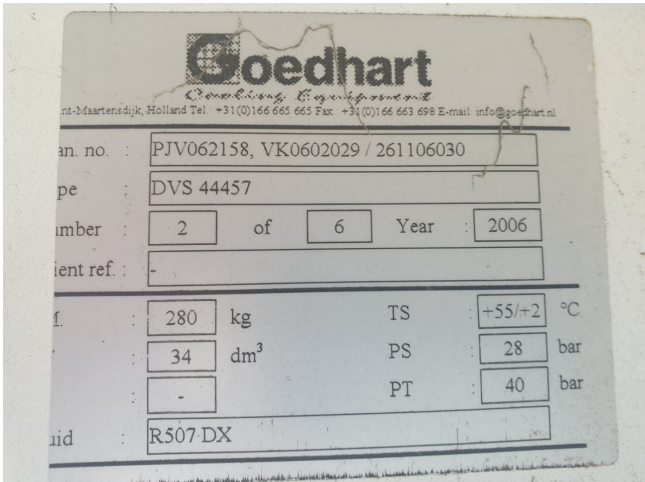 Goedhart
Cooling Equipment
nt-Maartensdijk, Holland Tel. +31(0)166 665 665 Fax. +31(0)166 663 698 E-mail: info@goedhart.nl
an. no. : PJV062158, VK0602029 / 261106030
pe : DVS 44457
umber : 2 of 6 Year : 2006
ient ref. : -
M. : 280 kg TS : +55/+2 °C
: 34 dm³ PS : 28 bar
: - PT : 40 bar
uid : R507 DX